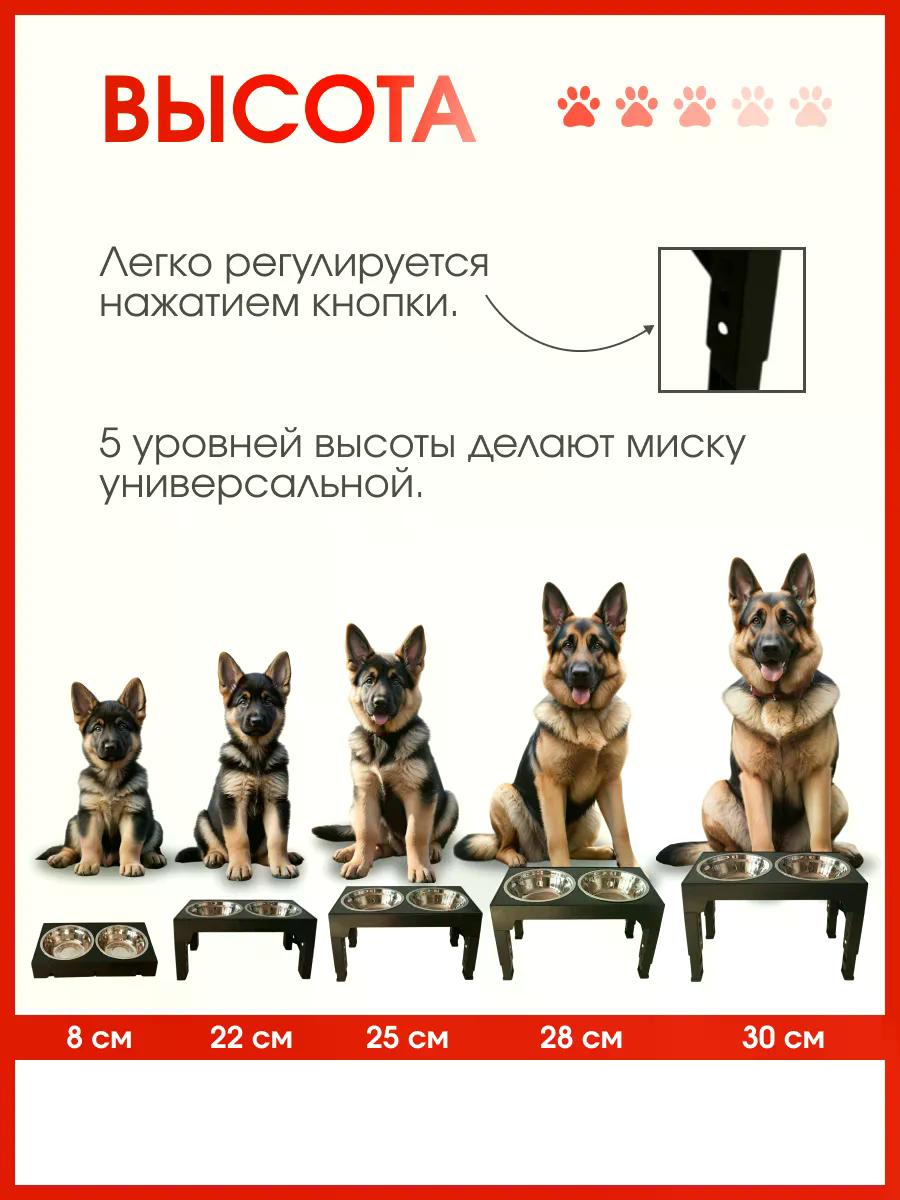 ВЫСОТА
Легко регулируется
нажатием кнопки.
5 уровней высоты делают миску
универсальной.
8 см 22 см 25 см 28 см 30 см